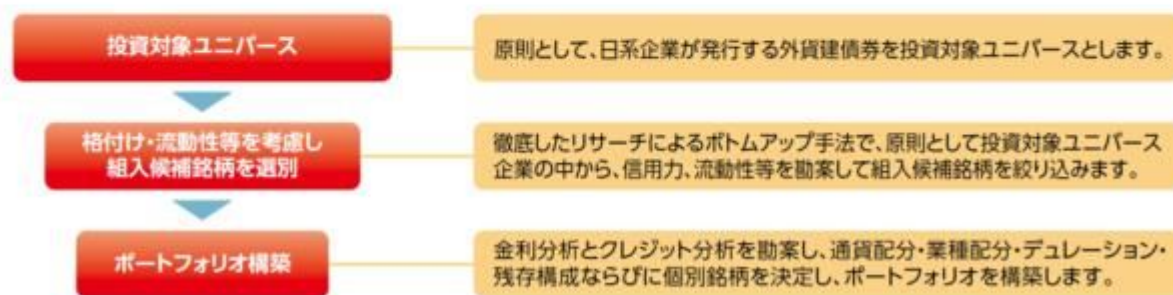 投資対象ユニバース
原則として、日系企業が発行する外貨建債券を投資対象ユニバースとします。
格付け・流動性等を考慮し
組入候補銘柄を選別
徹底したリサーチによるボトムアップ手法で、原則として投資対象ユニバース
企業の中から、信用力、流動性等を勘案して組入候補銘柄を絞り込みます。
ポートフォリオ構築
金利分析とクレジット分析を勘案し、通貨配分・業種配分・デュレーション・
残存構成ならびに個別銘柄を決定し、ポートフォリオを構築します。